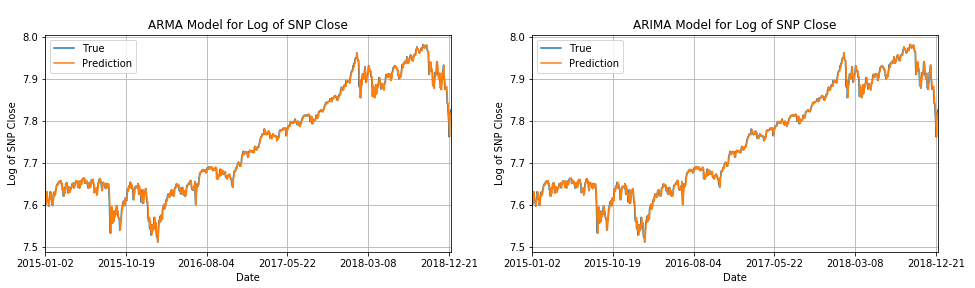 ARMA Model for Log of SNP Close
True
Prediction
8.0
7.9
7.8
7.7
7.6
7.5
Log of SNP Close
2015-01-02 2015-10-19 2016-08-04 2017-05-22 2018-03-08 2018-12-21
Date
ARIMA Model for Log of SNP Close
True
Prediction
8.0
7.9
7.8
7.7
7.6
7.5
Log of SNP Close
2015-01-02 2015-10-19 2016-08-04 2017-05-22 2018-03-08 2018-12-21
Date